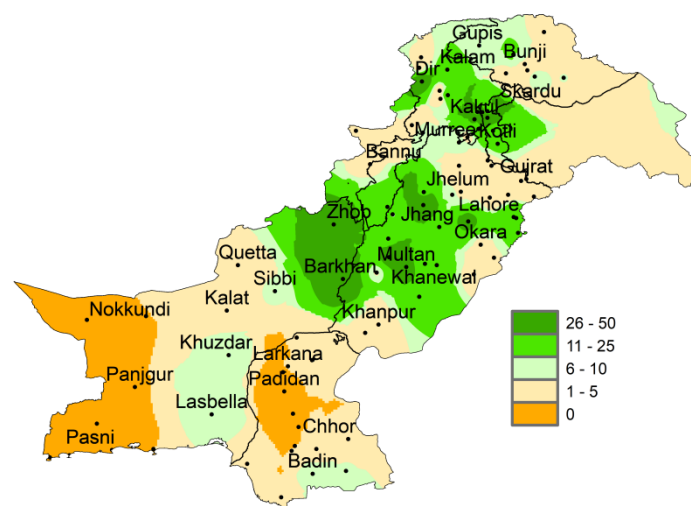 Gupis
Kalam
Bunji
Dir
Skardu
Kakul
Murree
Kotli
Bannu
Gujrat
Jhelum
Zhob
Jhang
Lahore
Okara
Quetta
Multan
Sibbi
Barkhan
Khanewal
Kalat
Khanpur
Nokkundi
Khuzdar
Larkana
Panjgur
Padidan
Lasbella
Chhor
Pasni
Badin
26 - 50
11 - 25
6 - 10
1 - 5
0